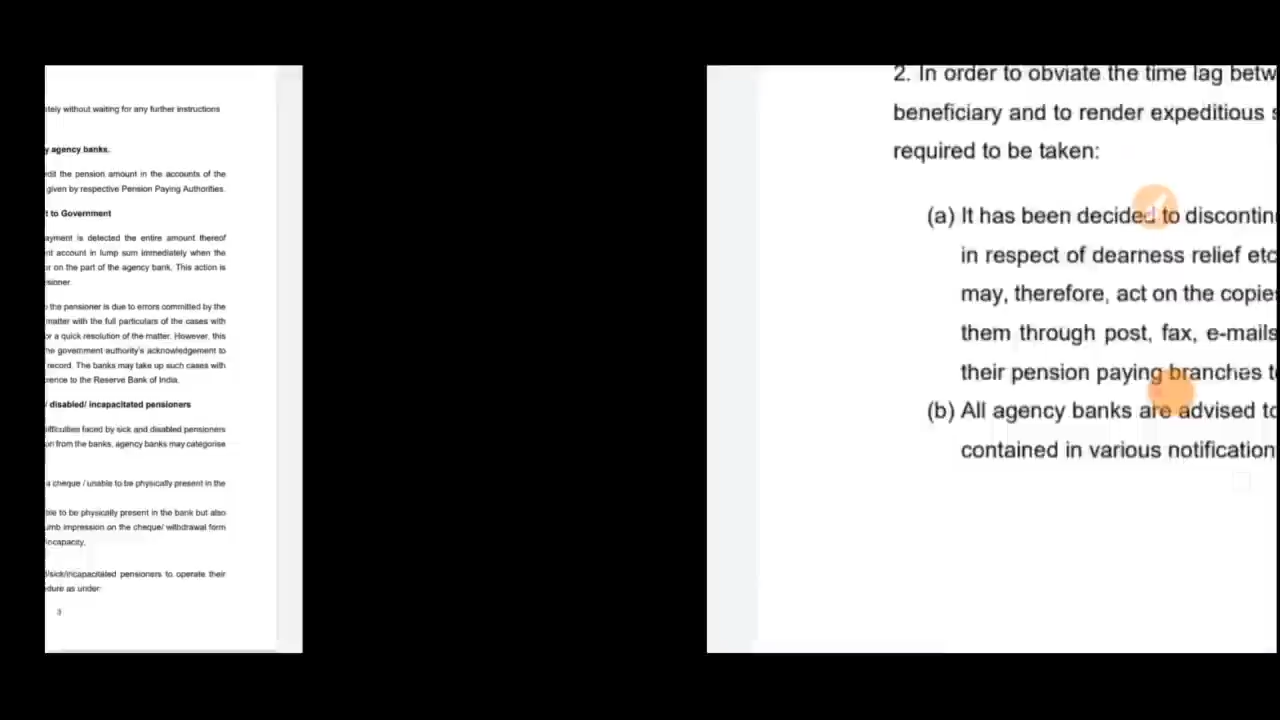 tely without waiting for any further instructions
y agency banks.
dit the pension amount in the accounts of the
given by respective Pension Paying Authorities.
t to Government
ayment is detected the entire amount thereof
nt account in lump sum immediately when the
or on the part of the agency bank. This action is
sioner.
the pensioner is due to errors committed by the
matter with the full particulars of the cases with
or a quick resolution of the matter. However, this
he government authority's acknowledgement to
record. The banks may take up such cases with
rence to the Reserve Bank of India.
/ disabled/ incapacitated pensioners
ifficulties faced by sick and disabled pensioners
on from the banks, agency banks may categorise
a cheque / unable to be physically present in the
ble to be physically present in the bank but also
umb impression on the cheque/ withdrawal form
incapacity.
/sick/incapacitated pensioners to operate their
edure as under:
9
2. In order to obviate the time lag betw
beneficiary and to render expeditious s
required to be taken:
(a) It has been decided to discontin
in respect of dearness relief etc
may, therefore, act on the copies
them through post, fax, e-mails
their pension paying branches t
(b) All agency banks are advised to
contained in various notification